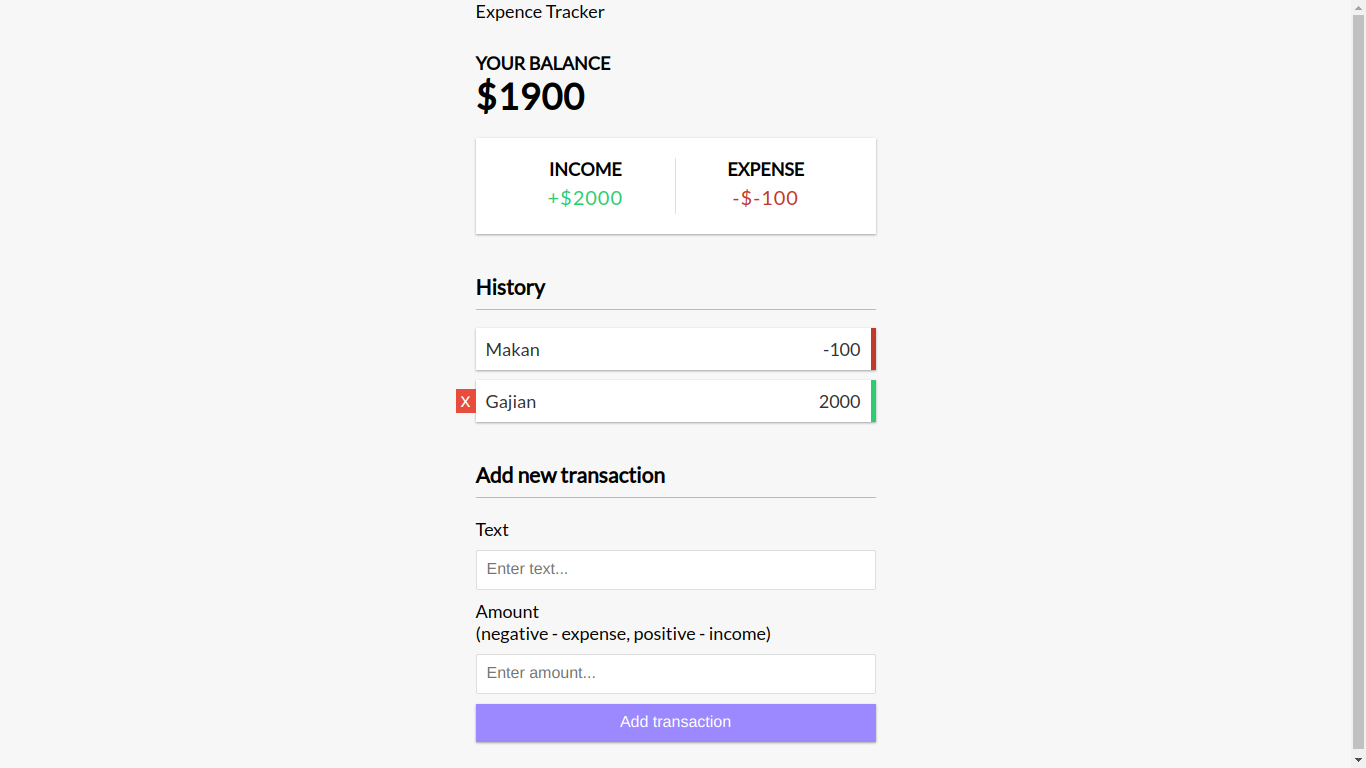 Expence Tracker
YOUR BALANCE
$1900
INCOME
+$2000
EXPENSE
-$-100
History
Makan -100
X Gajian 2000
Add new transaction
Text
Enter text...
Amount
(negative - expense, positive - income)
Enter amount...
Add transaction